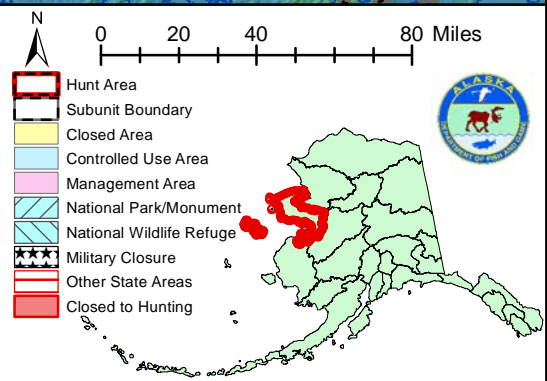 N
0 20 40 80 Miles
Hunt Area
Subunit Boundary
Closed Area
Controlled Use Area
Management Area
National Park/Monument
National Wildlife Refuge
Military Closure
Other State Areas
Closed to Hunting
ALASKA
DEPARTMENT OF FISH AND GAME